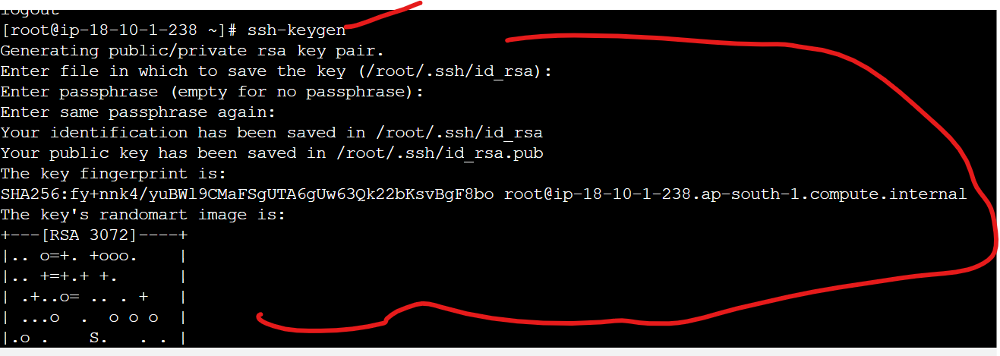 logout
[root@ip-18-10-1-238 ~]# ssh-keygen
Generating public/private rsa key pair.
Enter file in which to save the key (/root/.ssh/id_rsa):
Enter passphrase (empty for no passphrase):
Enter same passphrase again:
Your identification has been saved in /root/.ssh/id_rsa
Your public key has been saved in /root/.ssh/id_rsa.pub
The key fingerprint is:
SHA256:fy+nnk4/yuBWl9CMaFSgUTA6gUw63Qk22bKsvBgF8bo root@ip-18-10-1-238.ap-south-1.compute.internal
The key's randomart image is:
+---[RSA 3072]----+
|.. o=+. +ooo.    |
|.. +=+.+ +.      |
| .+..o= .. . +   |
| ...o  .  o o o  |
|.o .    S.   . . |